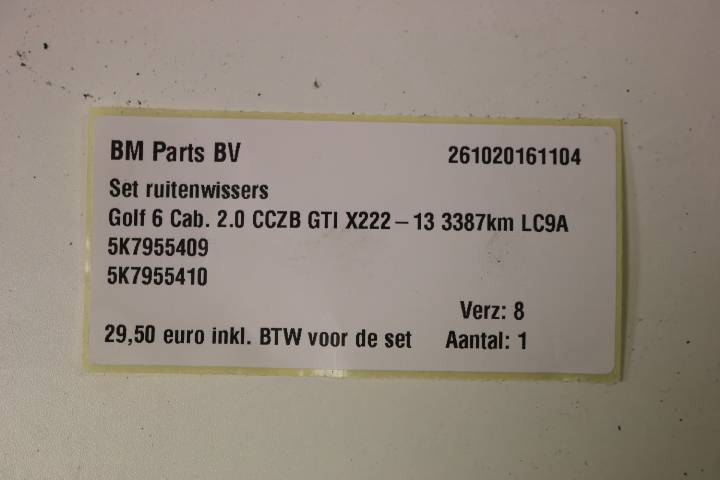 BM Parts BV 261020161104
Set ruitenwissers
Golf 6 Cab. 2.0 CCZB GTI X222 – 13 3387km LC9A
5K7955409
5K7955410
Verz: 8
29,50 euro inkl. BTW voor de set Aantal: 1